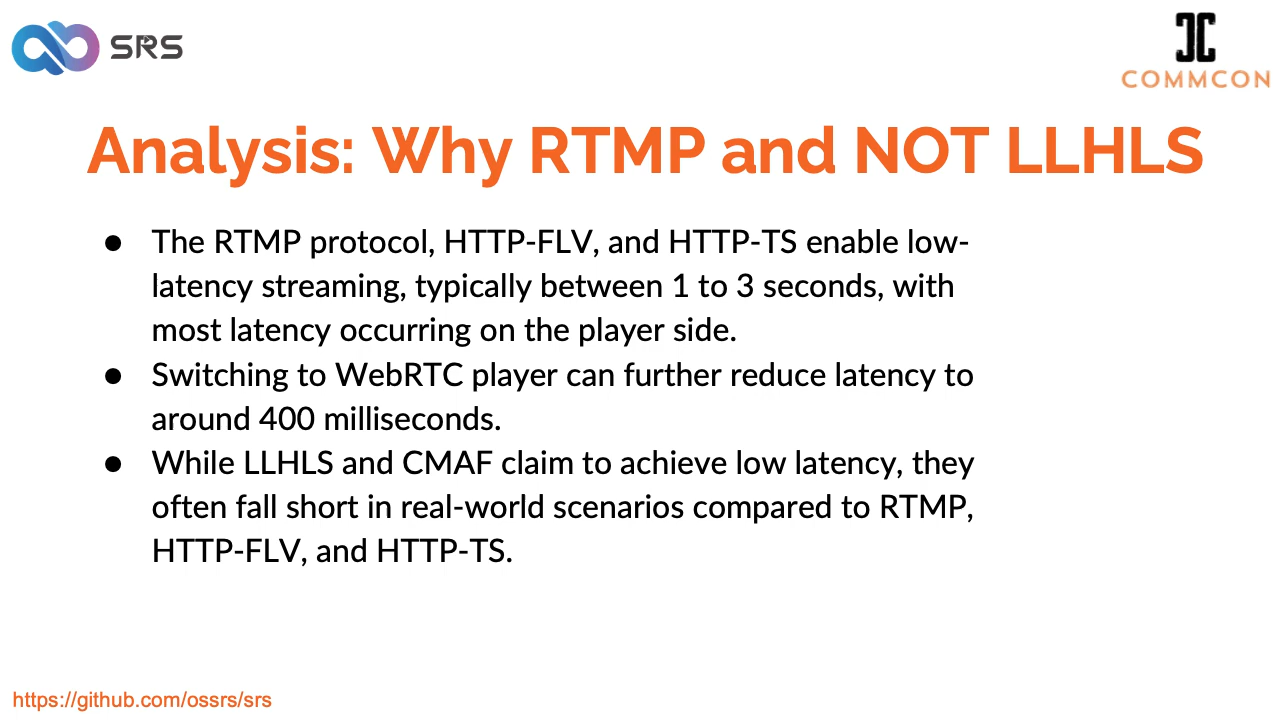 SRS
COMMCON
Analysis: Why RTMP and NOT LLHLS
● The RTMP protocol, HTTP-FLV, and HTTP-TS enable low-
latency streaming, typically between 1 to 3 seconds, with
most latency occurring on the player side.
● Switching to WebRTC player can further reduce latency to
around 400 milliseconds.
● While LLHLS and CMAF claim to achieve low latency, they
often fall short in real-world scenarios compared to RTMP,
HTTP-FLV, and HTTP-TS.
https://github.com/ossrs/srs